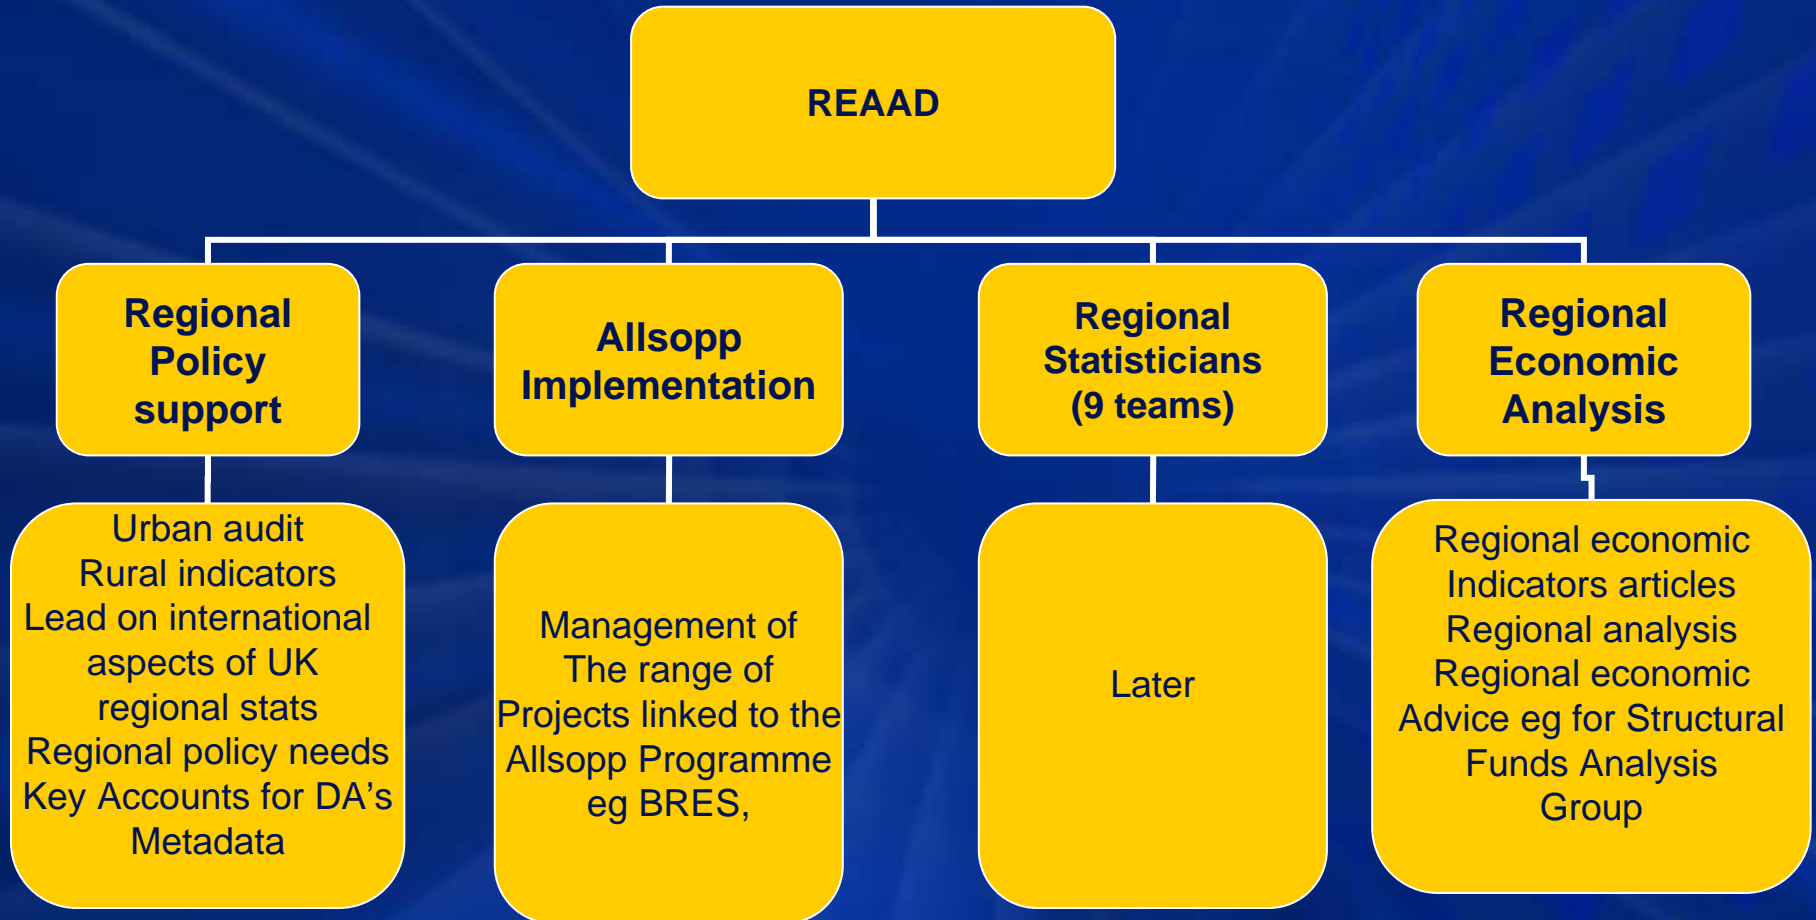 REAAD
Regional
Policy
support
Allsopp
Implementation
Regional
Statisticians
(9 teams)
Regional
Economic
Analysis
Urban audit
Rural indicators
Lead on international
aspects of UK
regional stats
Regional policy needs
Key Accounts for DA’s
Metadata
Management of
The range of
Projects linked to the
Allsopp Programme
eg BRES,
Later
Regional economic
Indicators articles
Regional analysis
Regional economic
Advice eg for Structural
Funds Analysis
Group